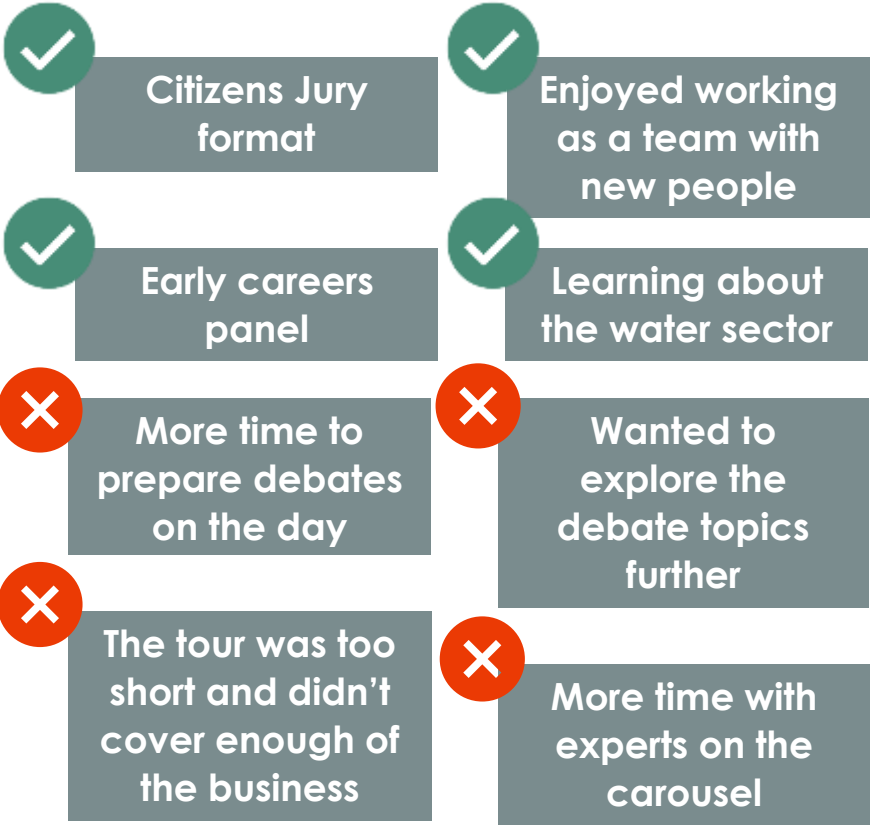 Citizens Jury
format
Enjoyed working
as a team with
new people
Early careers
panel
Learning about
the water sector
More time to
prepare debates
on the day
Wanted to
explore the
debate topics
further
The tour was too
short and didn't
cover enough of
the business
More time with
experts on the
carousel